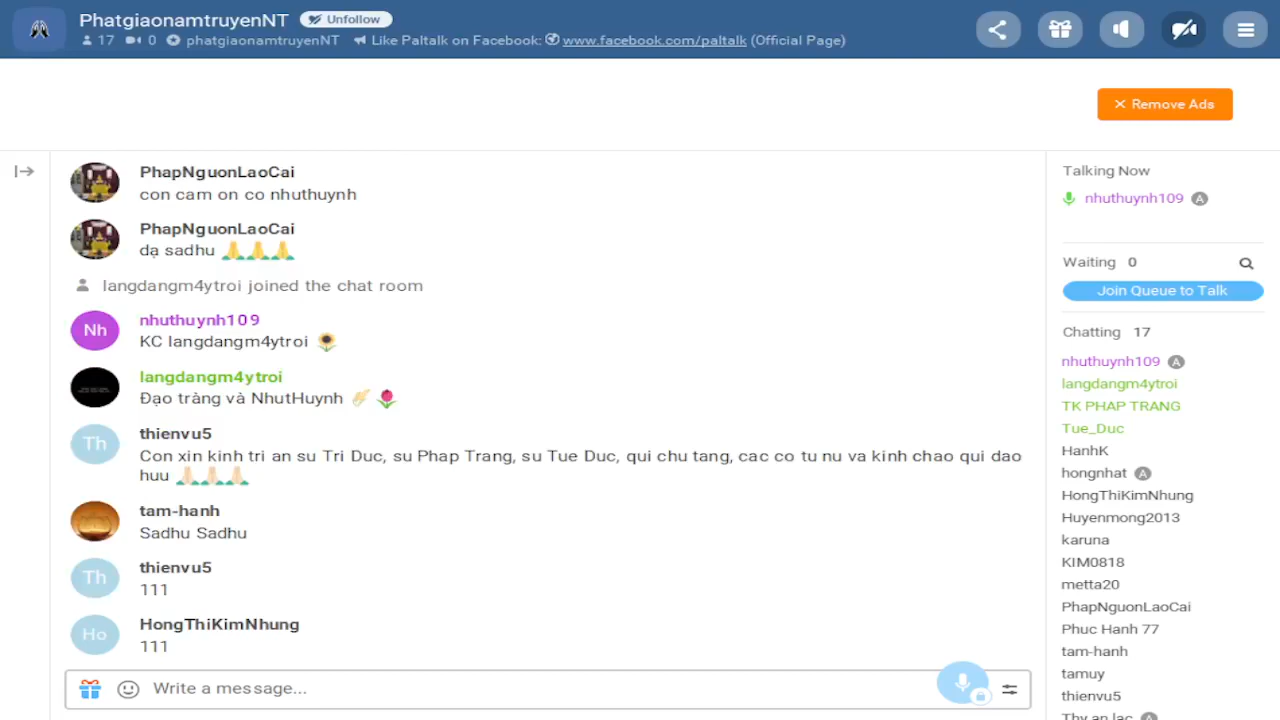 PhatgiaonamtruyenNT Unfollow
17 0 phatgiaonamtruyenNT Like Paltalk on Facebook: www.facebook.com/paltalk (Official Page)
Remove Ads
PhapNguonLaoCai
con cam on co nhuthuynh
PhapNguonLaoCai
dạ sadhu 🙏🙏🙏
langdangm4ytroi joined the chat room
Nh
nhuthuynh109
KC langdangm4ytroi 🌻
langdangm4ytroi
Đạo tràng và NhutHuynh 🌷
Th
thienvu5
Con xin kinh tri an su Tri Duc, su Phap Trang, su Tue Duc, qui chu tang, cac co tu nu va kinh chao qui dao
huu 🙏🏻🙏🏻🙏🏻
tam-hanh
Sadhu Sadhu
Th
thienvu5
111
Ho
HongThiKimNhung
111
Write a message...
Talking Now
nhuthuynh109 A
Waiting 0
Join Queue to Talk
Chatting 17
nhuthuynh109 A
langdangm4ytroi
TK PHAP TRANG
Tue_Duc
HanhK
hongnhat A
HongThiKimNhung
Huyenmong2013
karuna
KIM0818
metta20
PhapNguonLaoCai
Phuc Hanh 77
tam-hanh
tamuy
thienvu5
Thy an lac A